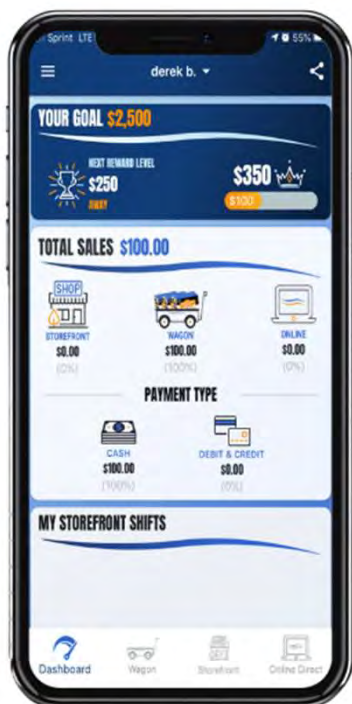 Sprint LTE 55%
derek b.
YOUR GOAL $2,500
NEXT REWARD LEVEL
$250
AWAY
$350
$100
TOTAL SALES $100.00
SHOP
STOREFRONT
$0.00
(0%)
WAGON
$100.00
(100%)
ONLINE
$0.00
(0%)
PAYMENT TYPE
CASH
$100.00
(100%)
DEBIT & CREDIT
$0.00
(0%)
MY STOREFRONT SHIFTS
Dashboard
Wagon
Storefront
Online Direct